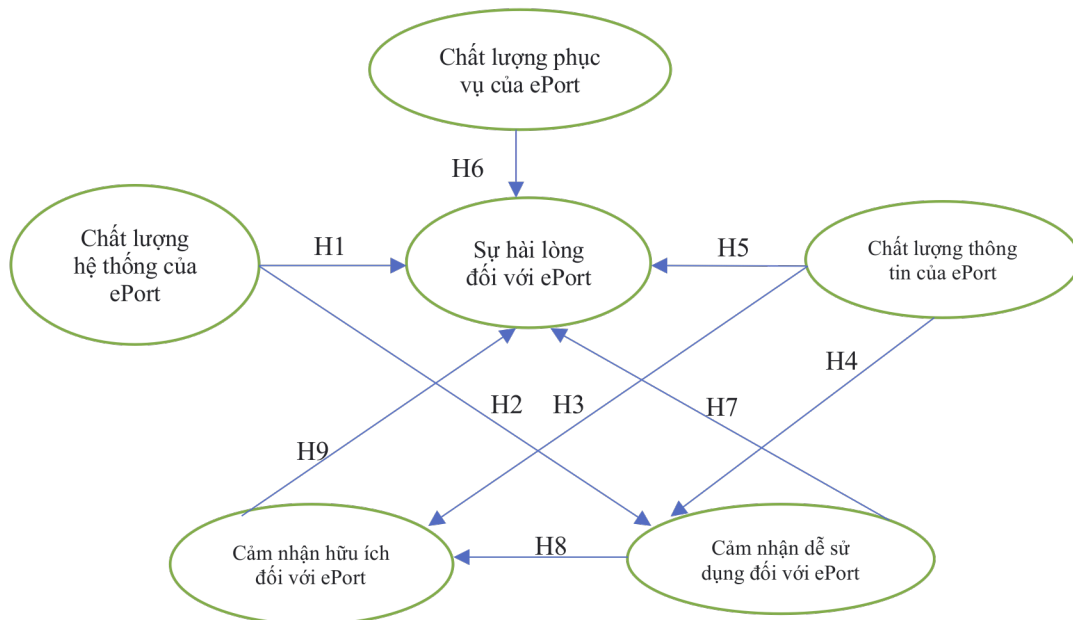 Chất lượng phục
vụ của ePort
H6
Chất lượng
hệ thống của
ePort
H1
Sự hài lòng
đối với ePort
H5
Chất lượng thông
tin của ePort
H4
H2
H3
H7
H9
Cảm nhận hữu ích
đối với ePort
H8
Cảm nhận dễ sử
dụng đối với ePort